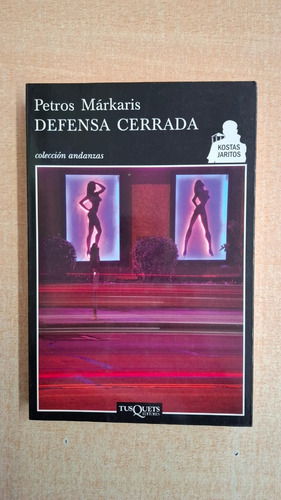 Petros Márkaris
DEFENSA CERRADA
colección andanzas
KOSTAS
JARITOS
TUSQUETS
EDITORES